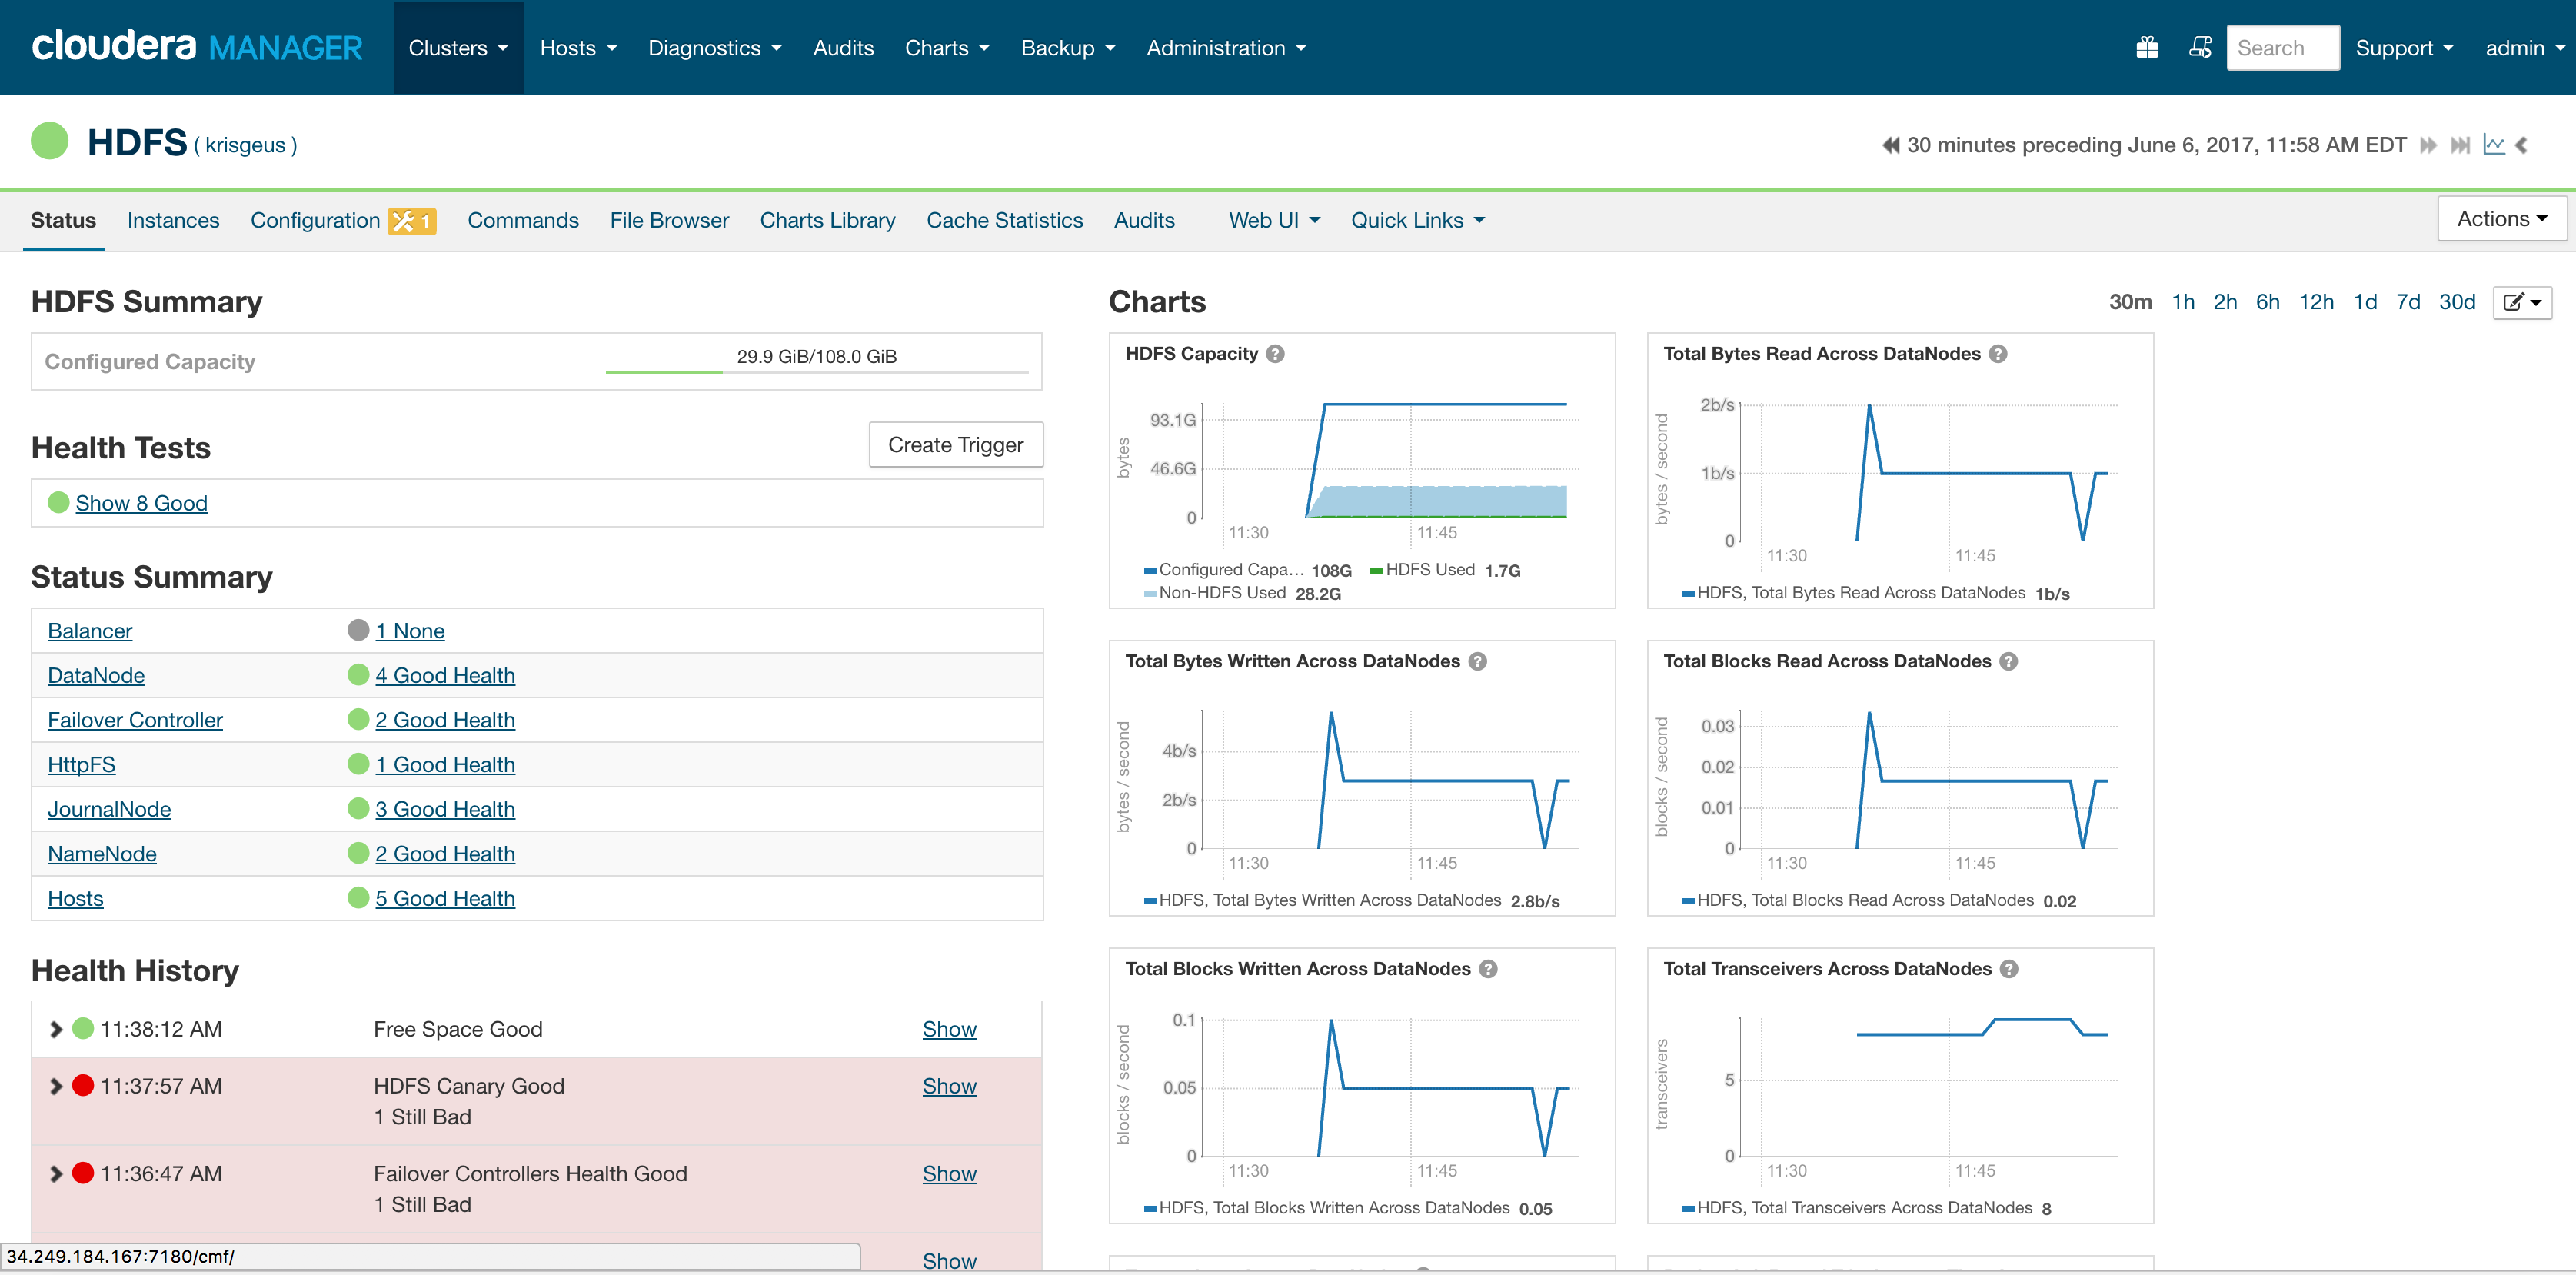 cloudera MANAGER Clusters Hosts Diagnostics Audits Charts Backup Administration Search Support admin
HDFS ( krisgeus ) 30 minutes preceding June 6, 2017, 11:58 AM EDT
Status Instances Configuration 1 Commands File Browser Charts Library Cache Statistics Audits Web UI Quick Links Actions
HDFS Summary
Configured Capacity 29.9 GiB/108.0 GiB
Health Tests Create Trigger
Show 8 Good
Status Summary
Balancer 1 None
DataNode 4 Good Health
Failover Controller 2 Good Health
HttpFS 1 Good Health
JournalNode 3 Good Health
NameNode 2 Good Health
Hosts 5 Good Health
Health History
11:38:12 AM Free Space Good Show
11:37:57 AM HDFS Canary Good Show
1 Still Bad
11:36:47 AM Failover Controllers Health Good Show
1 Still Bad
Show
34.249.184.167:7180/cmf/
Charts 30m 1h 2h 6h 12h 1d 7d 30d
HDFS Capacity ?
bytes
93.1G
46.6G
0
11:30 11:45
Configured Capa... 108G HDFS Used 1.7G
Non-HDFS Used 28.2G
Total Bytes Read Across DataNodes ?
bytes / second
2b/s
1b/s
0
11:30 11:45
HDFS, Total Bytes Read Across DataNodes 1b/s
Total Bytes Written Across DataNodes ?
bytes / second
4b/s
2b/s
0
11:30 11:45
HDFS, Total Bytes Written Across DataNodes 2.8b/s
Total Blocks Read Across DataNodes ?
blocks / second
0.03
0.02
0.01
0
11:30 11:45
HDFS, Total Blocks Read Across DataNodes 0.02
Total Blocks Written Across DataNodes ?
blocks / second
0.1
0.05
0
11:30 11:45
HDFS, Total Blocks Written Across DataNodes 0.05
Total Transceivers Across DataNodes ?
transceivers
5
0
11:30 11:45
HDFS, Total Transceivers Across DataNodes 8